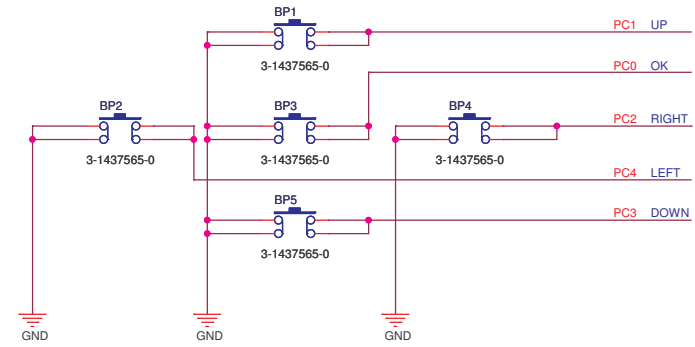 BP1
PC1 UP
3-1437565-0
PC0 OK
BP2 BP3 BP4
PC2 RIGHT
3-1437565-0 3-1437565-0 3-1437565-0
PC4 LEFT
BP5
PC3 DOWN
3-1437565-0
GND GND GND